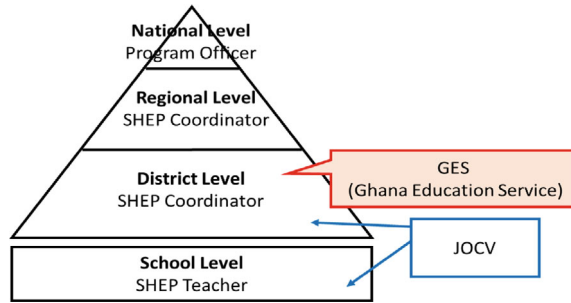 National Level
Program Officer
Regional Level
SHEP Coordinator
District Level
SHEP Coordinator
GES
(Ghana Education Service)
JOCV
School Level
SHEP Teacher